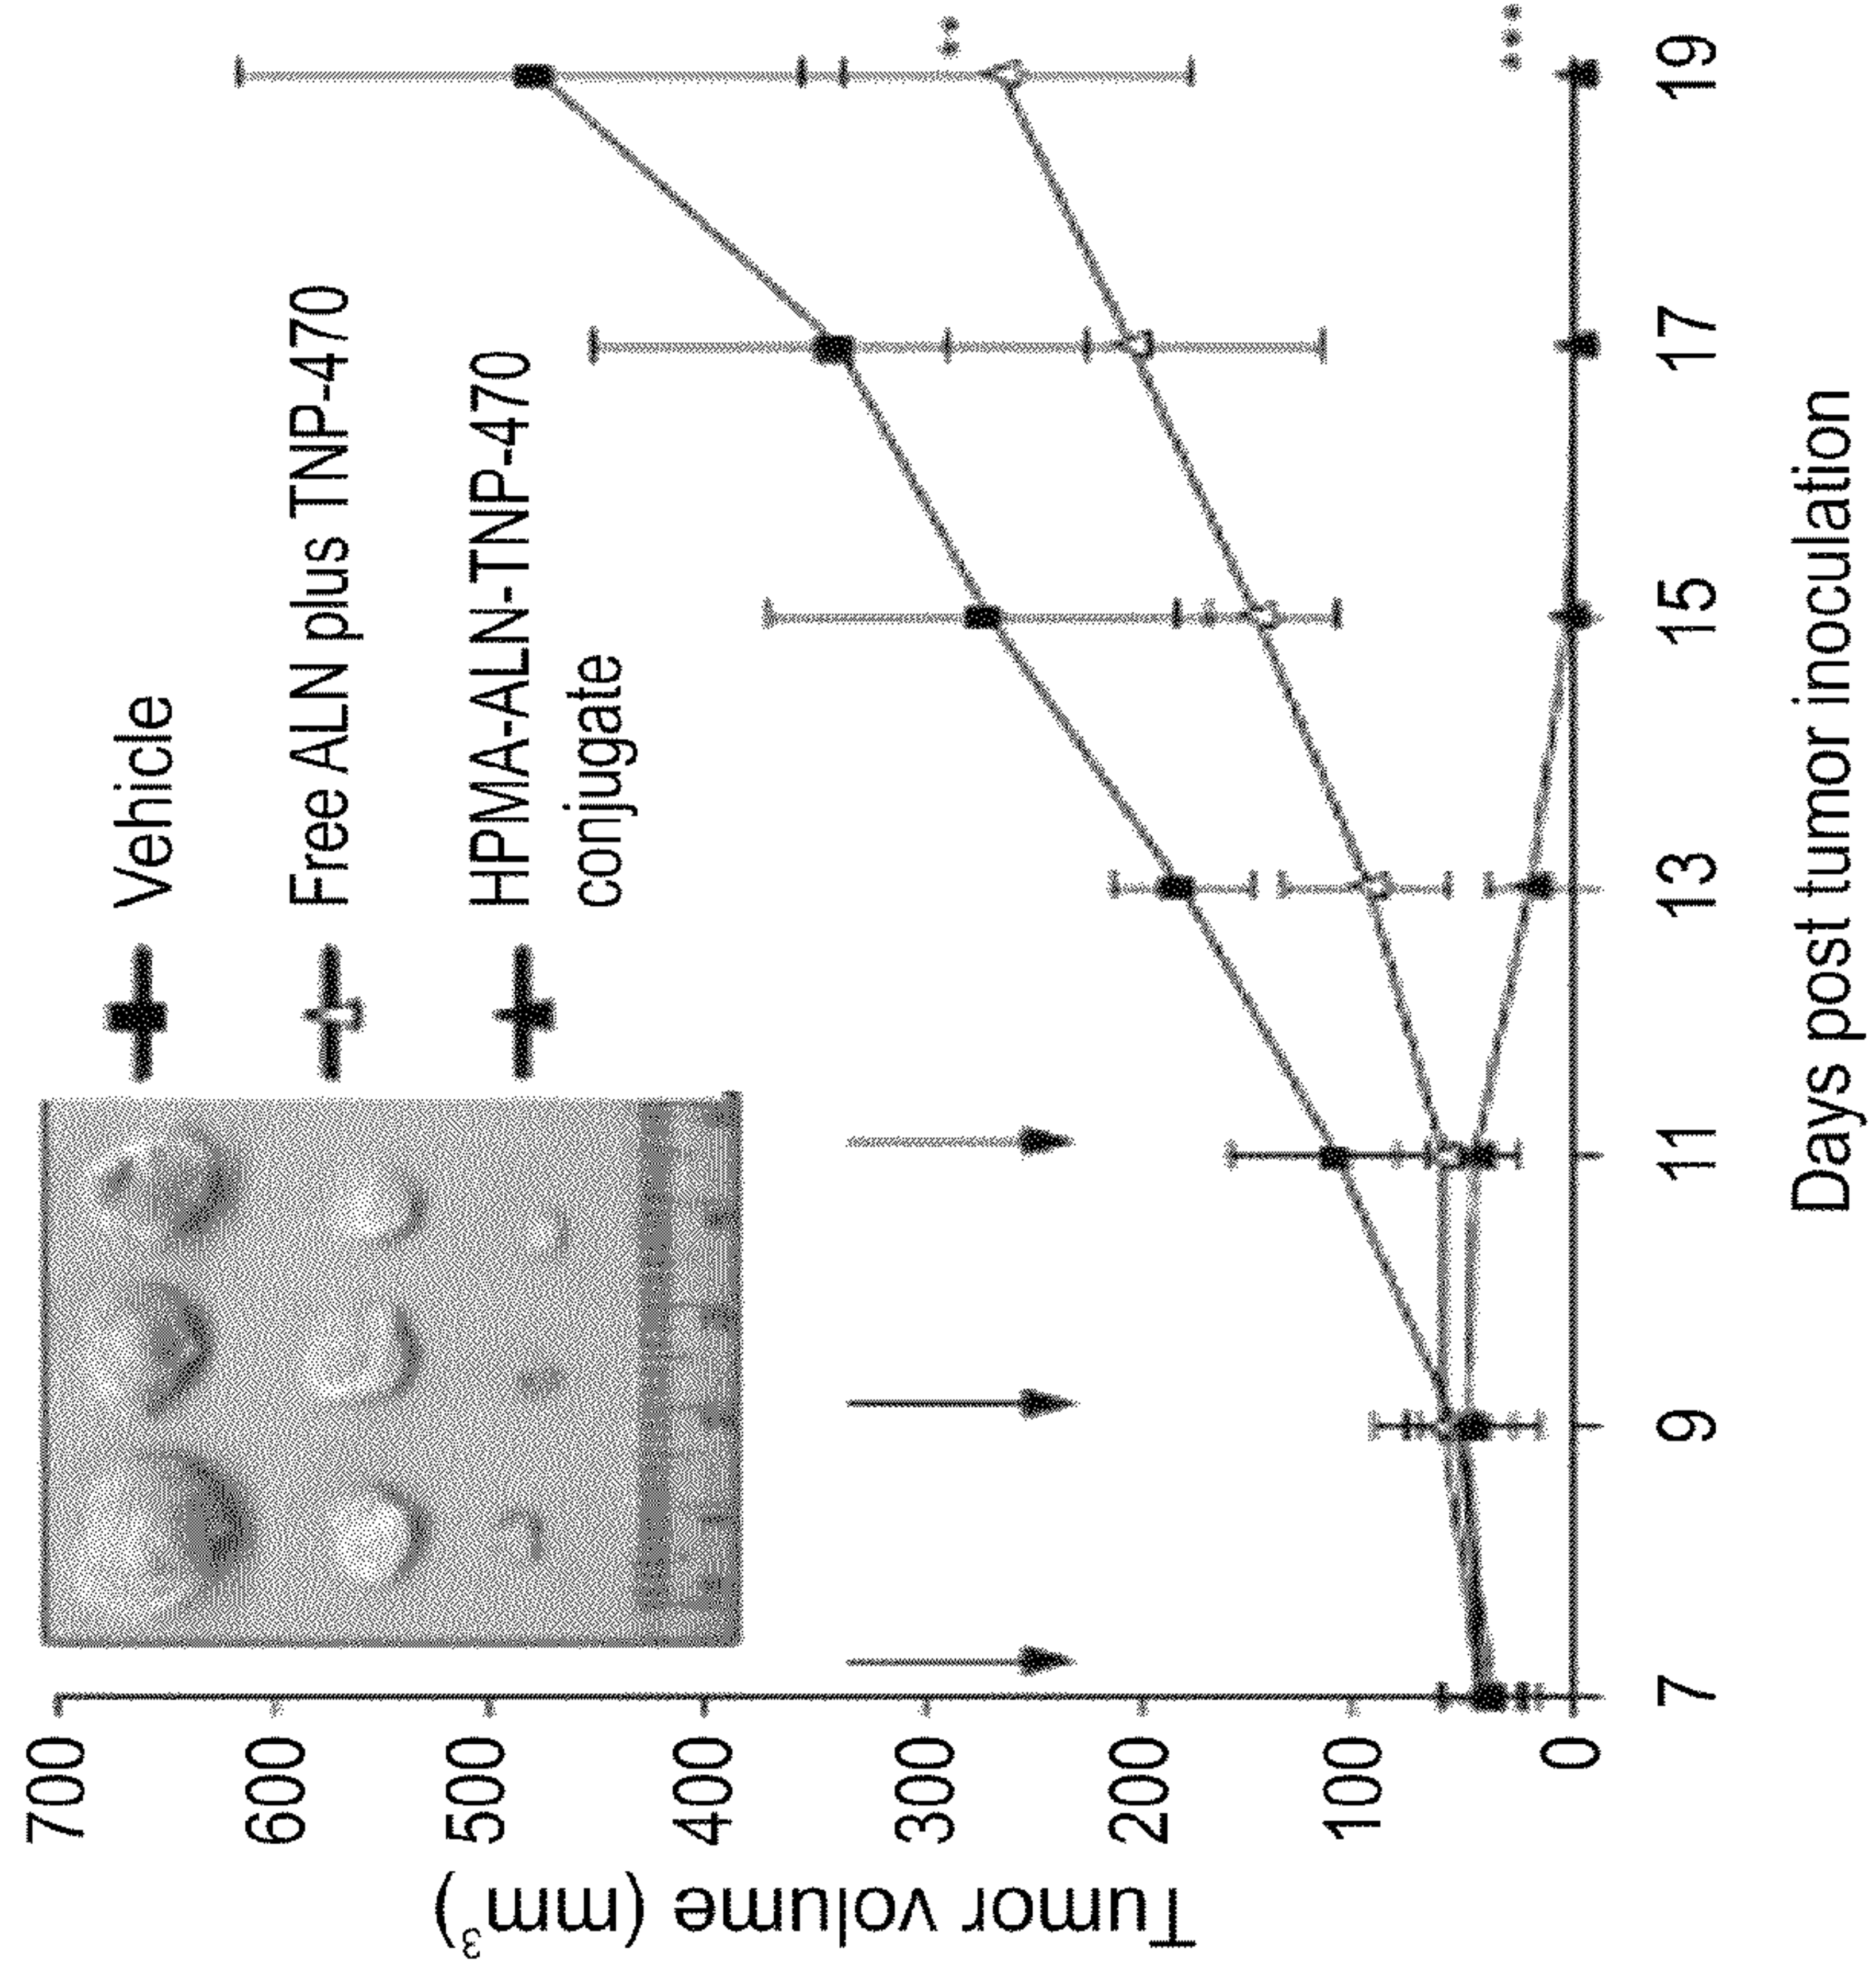 Vehicle
Free ALN plus TNP-470
HPMA-ALN-TNP-470
conjugate
Tumor volume (mm³)
700
600
500
400
300
200
100
0
**
***
7
9
11
13
15
17
19
Days post tumor inoculation